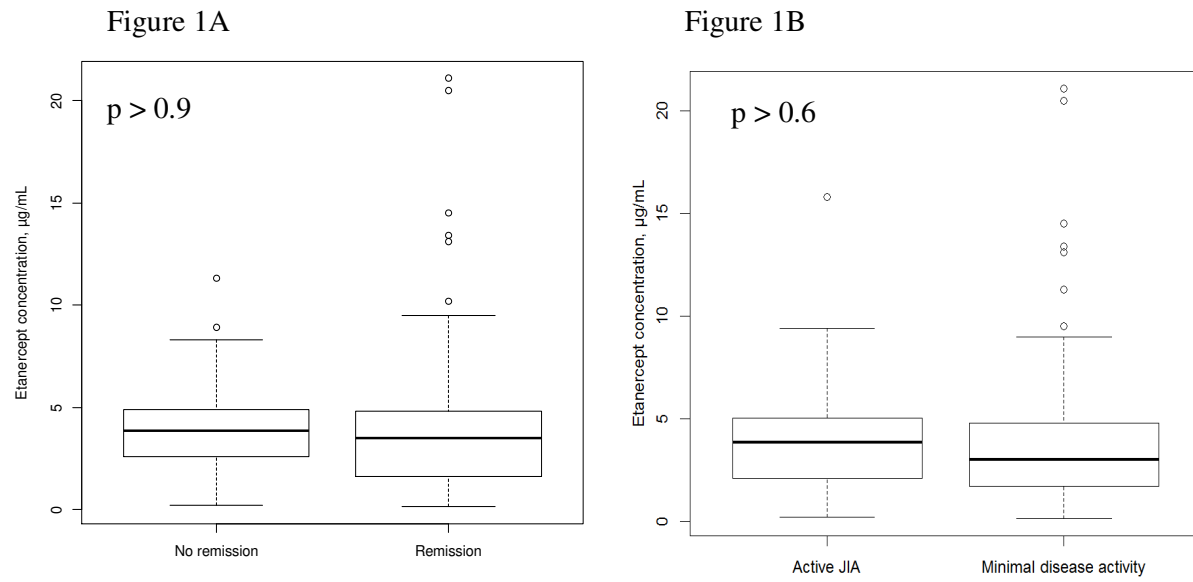 Figure 1A
p > 0.9
Etanercept concentration, µg/mL
20
15
10
5
0
No remission
Remission
Figure 1B
p > 0.6
Etanercept concentration, µg/mL
20
15
10
5
0
Active JIA
Minimal disease activity